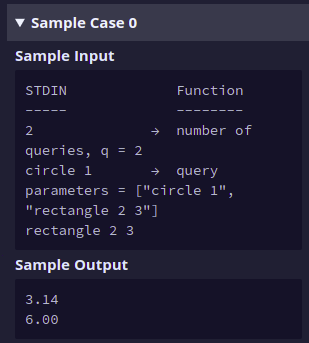 ▼ Sample Case 0
Sample Input
STDIN Function
----- --------
2 → number of
queries, q = 2
circle 1 → query
parameters = ["circle 1",
"rectangle 2 3"]
rectangle 2 3
Sample Output
3.14
6.00